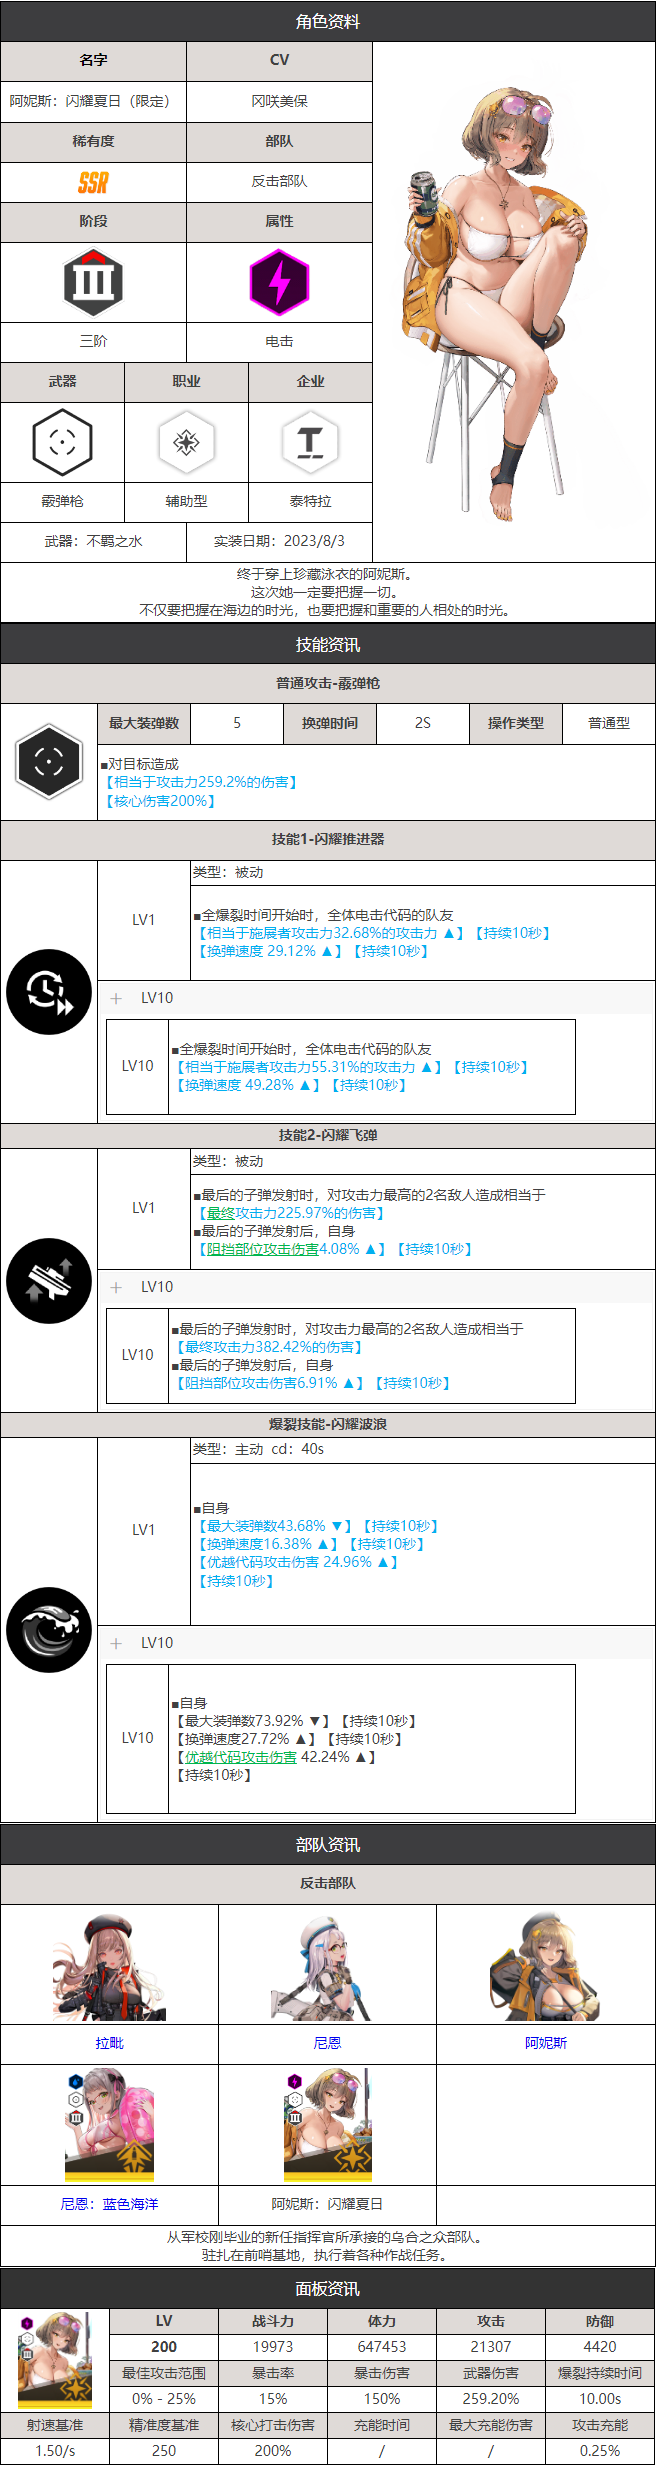 角色资料
名字
CV
阿妮斯：闪耀夏日（限定）
冈咲美保
稀有度
部队
SSR
反击部队
阶段
属性
III
三阶
电击
武器
职业
企业
T
霰弹枪
辅助型
泰特拉
武器：不羁之水
实装日期：2023/8/3
终于穿上珍藏泳衣的阿妮斯。
这次她一定要把握一切。
不仅要把握在海边的时光，也要把握和重要的人相处的时光。
技能资讯
普通攻击-霰弹枪
最大装弹数
5
换弹时间
2S
操作类型
普通型
■对目标造成
【相当于攻击力259.2%的伤害】
【核心伤害200%】
技能1-闪耀推进器
LV1
类型：被动
■全爆裂时间开始时，全体电击代码的队友
【相当于施展者攻击力32.68%的攻击力 ▲】【持续10秒】
【换弹速度 29.12% ▲】【持续10秒】
+ LV10
LV10
■全爆裂时间开始时，全体电击代码的队友
【相当于施展者攻击力55.31%的攻击力 ▲】【持续10秒】
【换弹速度 49.28% ▲】【持续10秒】
技能2-闪耀飞弹
LV1
类型：被动
■最后的子弹发射时，对攻击力最高的2名敌人造成相当于
【最终攻击力225.97%的伤害】
■最后的子弹发射后，自身
【阻挡部位攻击伤害4.08% ▲】【持续10秒】
+ LV10
LV10
■最后的子弹发射时，对攻击力最高的2名敌人造成相当于
【最终攻击力382.42%的伤害】
■最后的子弹发射后，自身
【阻挡部位攻击伤害6.91% ▲】【持续10秒】
爆裂技能-闪耀波浪
LV1
类型：主动 cd：40s
■自身
【最大装弹数43.68% ▼】【持续10秒】
【换弹速度16.38% ▲】【持续10秒】
【优越代码攻击伤害 24.96% ▲】
【持续10秒】
+ LV10
LV10
■自身
【最大装弹数73.92% ▼】【持续10秒】
【换弹速度27.72% ▲】【持续10秒】
【优越代码攻击伤害 42.24% ▲】
【持续10秒】
部队资讯
反击部队
拉毗
尼恩
阿妮斯
尼恩：蓝色海洋
阿妮斯：闪耀夏日
从军校刚毕业的新任指挥官所承接的乌合之众部队。
驻扎在前哨基地，执行着各种作战任务。
面板资讯
LV
战斗力
体力
攻击
防御
200
19973
647453
21307
4420
最佳攻击范围
暴击率
暴击伤害
武器伤害
爆裂持续时间
0% - 25%
15%
150%
259.20%
10.00s
射速基准
精准度基准
核心打击伤害
充能时间
最大充能伤害
攻击充能
1.50/s
250
200%
/
/
0.25%